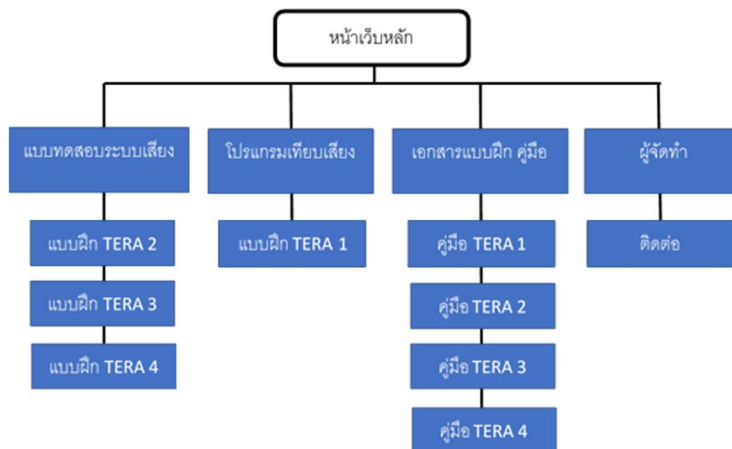 หน้าเว็บหลัก
แบบทดสอบระบบเสียง
โปรแกรมเทียบเสียง
เอกสารแบบฝึก คู่มือ
ผู้จัดทำ
แบบฝึก TERA 2
แบบฝึก TERA 1
คู่มือ TERA 1
ติดต่อ
แบบฝึก TERA 3
คู่มือ TERA 2
แบบฝึก TERA 4
คู่มือ TERA 3
คู่มือ TERA 4